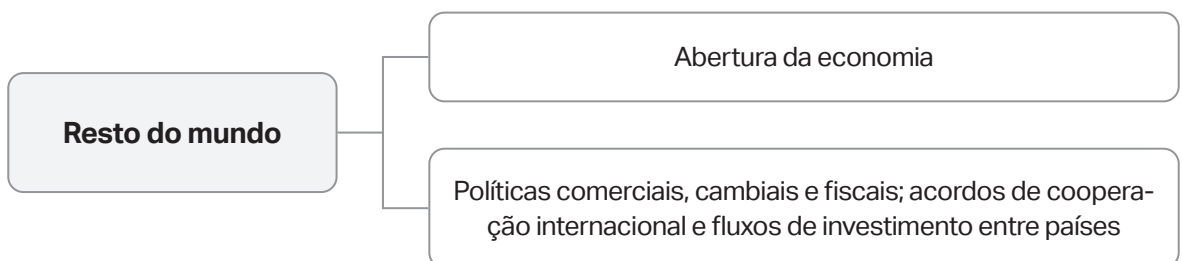 Abertura da economia
Resto do mundo
Políticas comerciais, cambiais e fiscais; acordos de coopera-
ção internacional e fluxos de investimento entre países